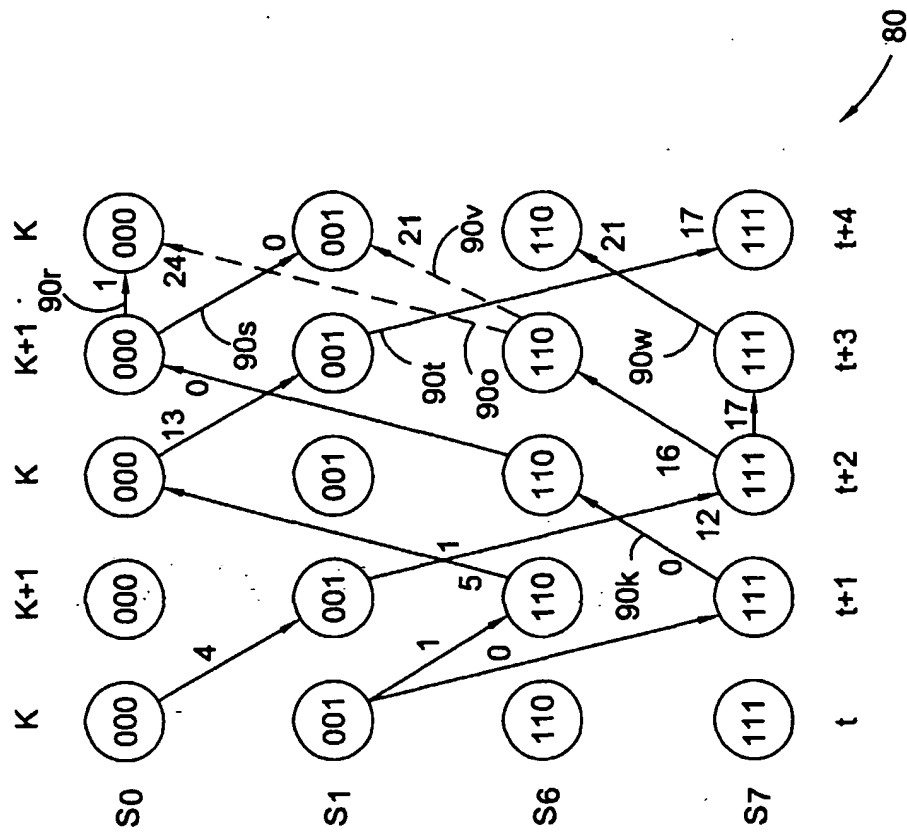 K K+1 K K+1 K
90r
S0 000 000 000 000 000
1
4 13 0 24
90s 0
S1 001 001 001 001 001
1 0 1 5
90t 90o 21 90v
S6 110 110 110 110 110
0 12 16 21
90k 90w 17
S7 111 111 111 111 111
17
t t+1 t+2 t+3 t+4
80